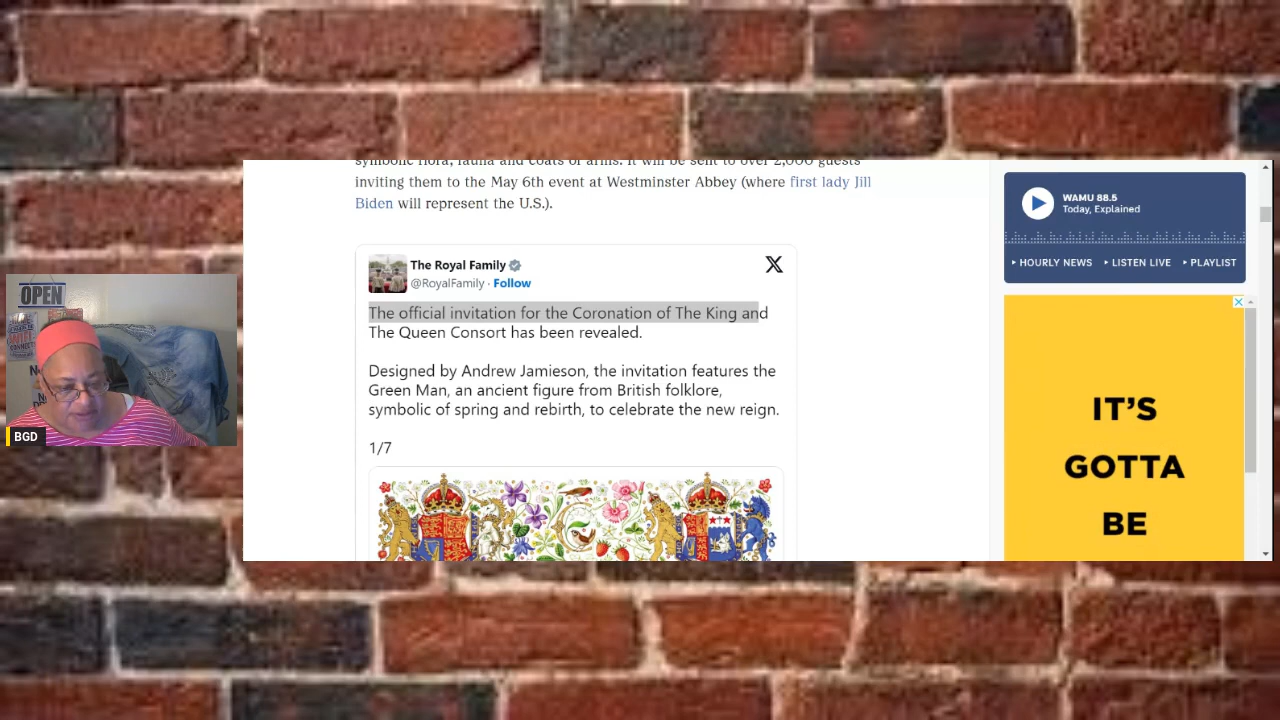 symbolic flora, fauna and coats of arms. It will be sent to over 2,000 guests
inviting them to the May 6th event at Westminster Abbey (where first lady Jill
Biden will represent the U.S.).
The Royal Family
@RoyalFamily · Follow
The official invitation for the Coronation of The King and
The Queen Consort has been revealed.
Designed by Andrew Jamieson, the invitation features the
Green Man, an ancient figure from British folklore,
symbolic of spring and rebirth, to celebrate the new reign.
1/7
WAMU 88.5
Today, Explained
HOURLY NEWS
LISTEN LIVE
PLAYLIST
IT'S
GOTTA
BE
OPEN
BGD